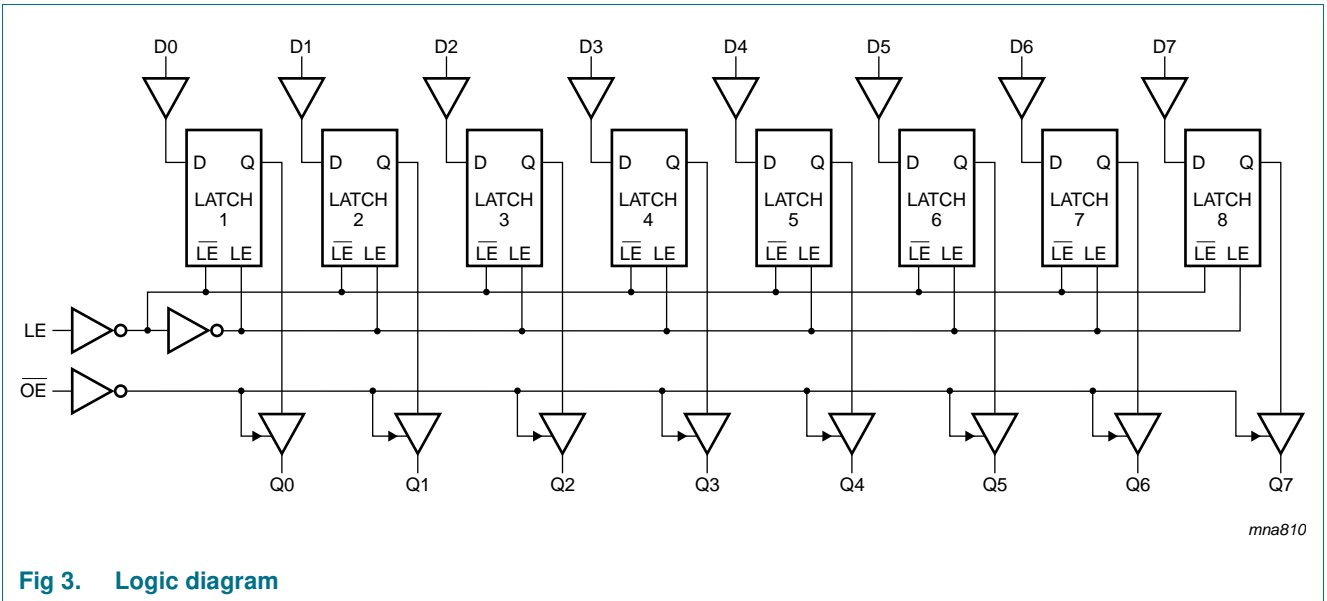 D0 D1 D2 D3 D4 D5 D6 D7
D Q D Q D Q D Q D Q D Q D Q D Q
LATCH LATCH LATCH LATCH LATCH LATCH LATCH LATCH
1 2 3 4 5 6 7 8
L̅E̅ LE L̅E̅ LE L̅E̅ LE L̅E̅ LE L̅E̅ LE L̅E̅ LE L̅E̅ LE L̅E̅ LE
LE
O̅E̅
Q0 Q1 Q2 Q3 Q4 Q5 Q6 Q7
mna810
Fig 3. Logic diagram